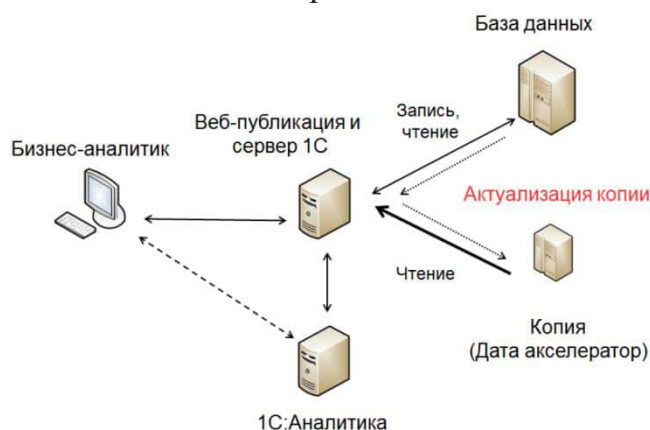 База данных
Запись,
чтение
Веб-публикация и
сервер 1С
Бизнес-аналитик
Актуализация копии
Чтение
Копия
(Дата акселератор)
1С:Аналитика